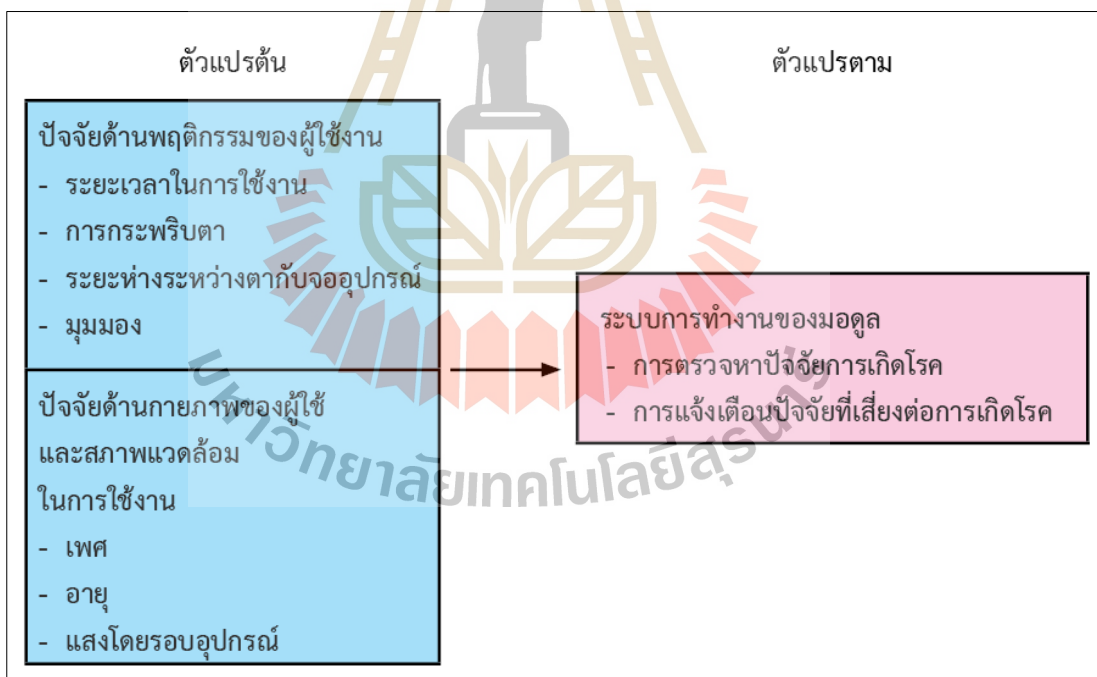 ตัวแปรต้น
ปัจจัยด้านพฤติกรรมของผู้ใช้งาน
- ระยะเวลาในการใช้งาน
- การกระพริบตา
- ระยะห่างระหว่างตากับจออุปกรณ์
- มุมมอง
ปัจจัยด้านกายภาพของผู้ใช้
และสภาพแวดล้อม
ในการใช้งาน
- เพศ
- อายุ
- แสงโดยรอบอุปกรณ์
ตัวแปรตาม
ระบบการทำงานของมอดูล
- การตรวจหาปัจจัยการเกิดโรค
- การแจ้งเตือนปัจจัยที่เสี่ยงต่อการเกิดโรค
มหาวิทยาลัยเทคโนโลยีสุรนารี